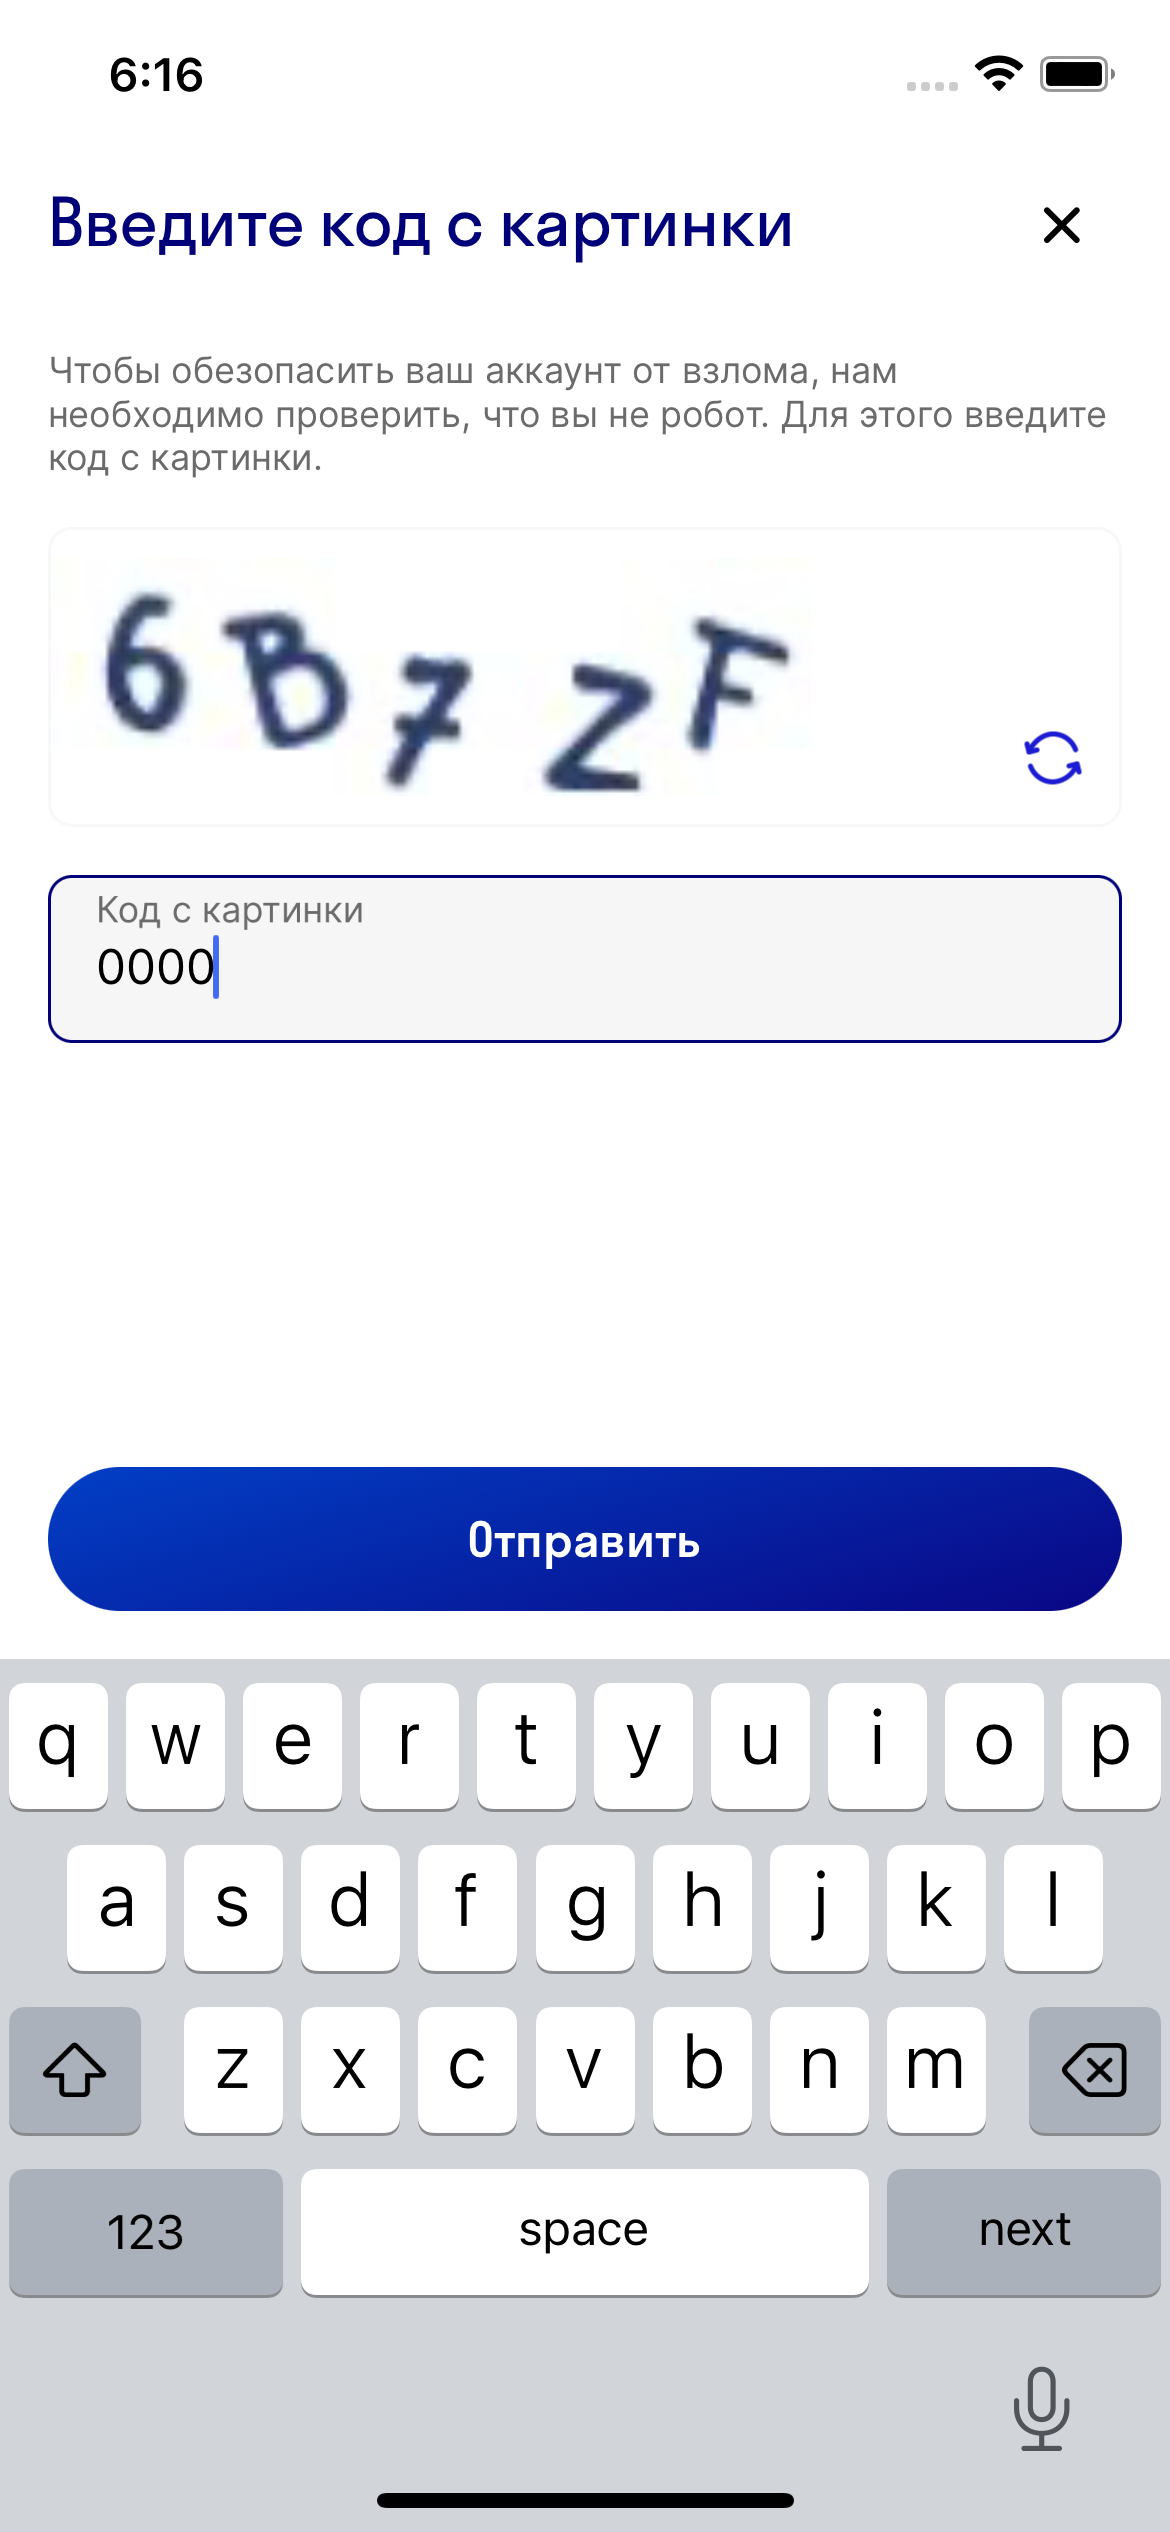 6:16
Введите код с картинки
Чтобы обезопасить ваш аккаунт от взлома, нам
необходимо проверить, что вы не робот. Для этого введите
код с картинки.
6B7ZF
Код с картинки
0000
Отправить
q w e r t y u i o p
a s d f g h j k l
z x c v b n m
123 space next